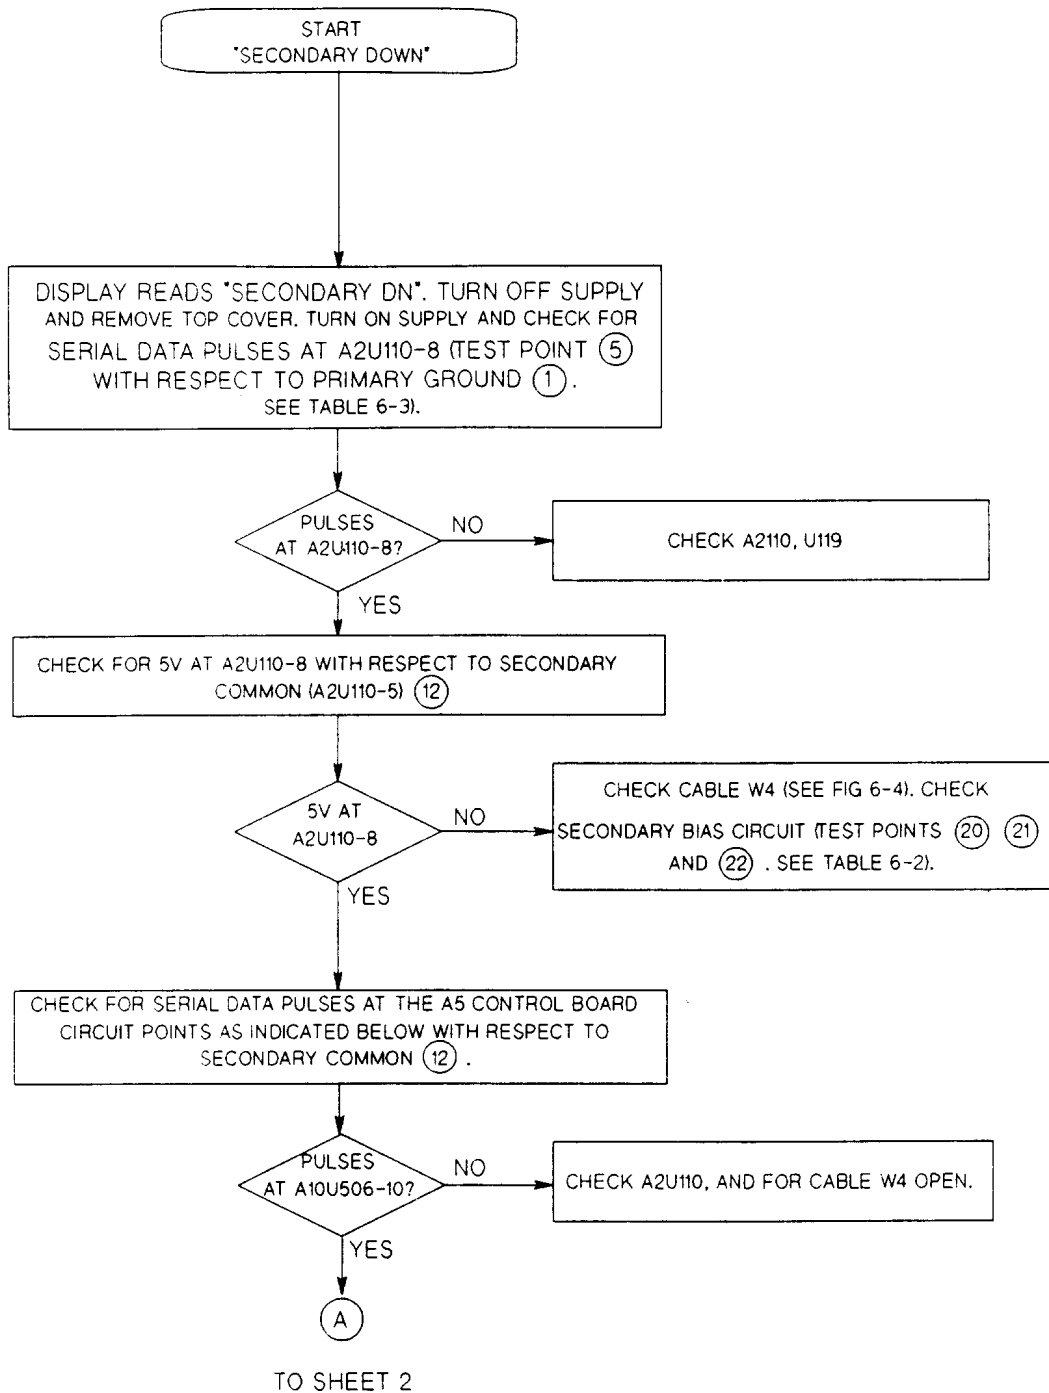 START
"SECONDARY DOWN"
DISPLAY READS "SECONDARY DN". TURN OFF SUPPLY
AND REMOVE TOP COVER. TURN ON SUPPLY AND CHECK FOR
SERIAL DATA PULSES AT A2U110-8 (TEST POINT 5
WITH RESPECT TO PRIMARY GROUND 1.
SEE TABLE 6-3).
PULSES
AT A2U110-8?
NO
CHECK A2110, U119
YES
CHECK FOR 5V AT A2U110-8 WITH RESPECT TO SECONDARY
COMMON (A2U110-5) 12
5V AT
A2U110-8
NO
CHECK CABLE W4 (SEE FIG 6-4). CHECK
SECONDARY BIAS CIRCUIT (TEST POINTS 20 21
AND 22 . SEE TABLE 6-2).
YES
CHECK FOR SERIAL DATA PULSES AT THE A5 CONTROL BOARD
CIRCUIT POINTS AS INDICATED BELOW WITH RESPECT TO
SECONDARY COMMON 12 .
PULSES
AT A10U506-10?
NO
CHECK A2U110, AND FOR CABLE W4 OPEN.
YES
A
TO SHEET 2